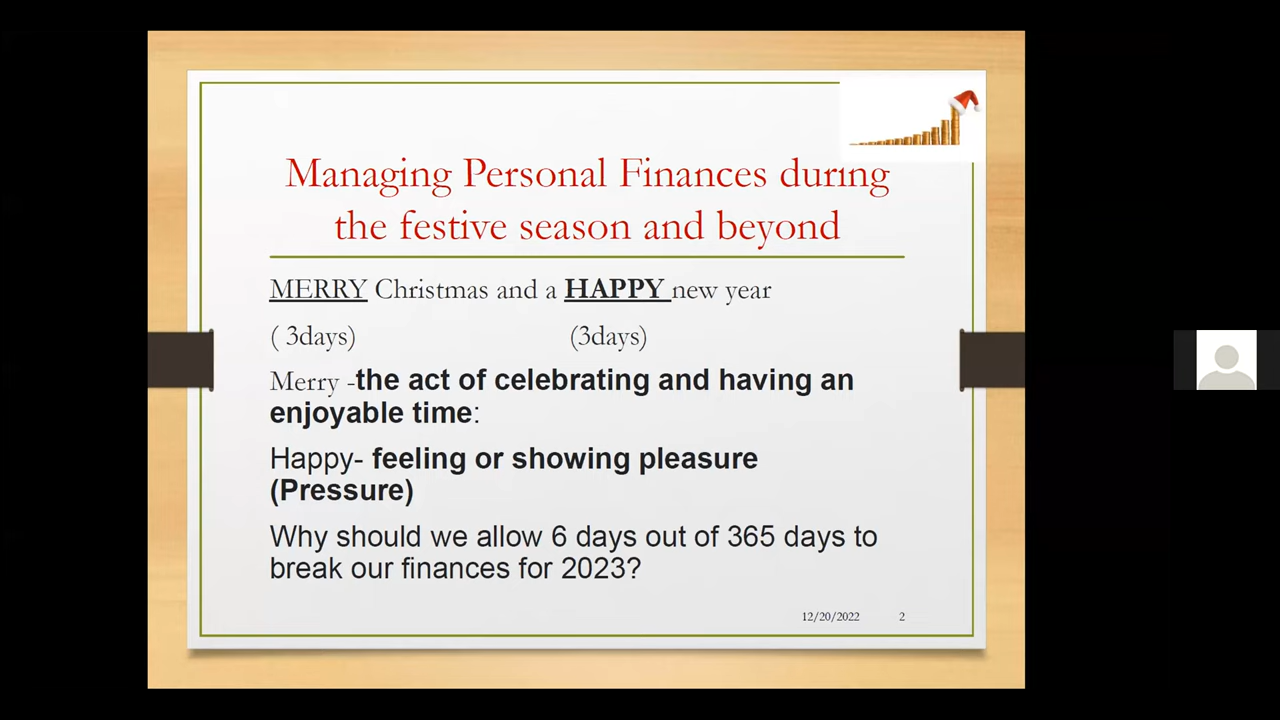 Managing Personal Finances during
the festive season and beyond
MERRY Christmas and a HAPPY new year
( 3days) (3days)
Merry -the act of celebrating and having an
enjoyable time:
Happy- feeling or showing pleasure
(Pressure)
Why should we allow 6 days out of 365 days to
break our finances for 2023?
12/20/2022 2